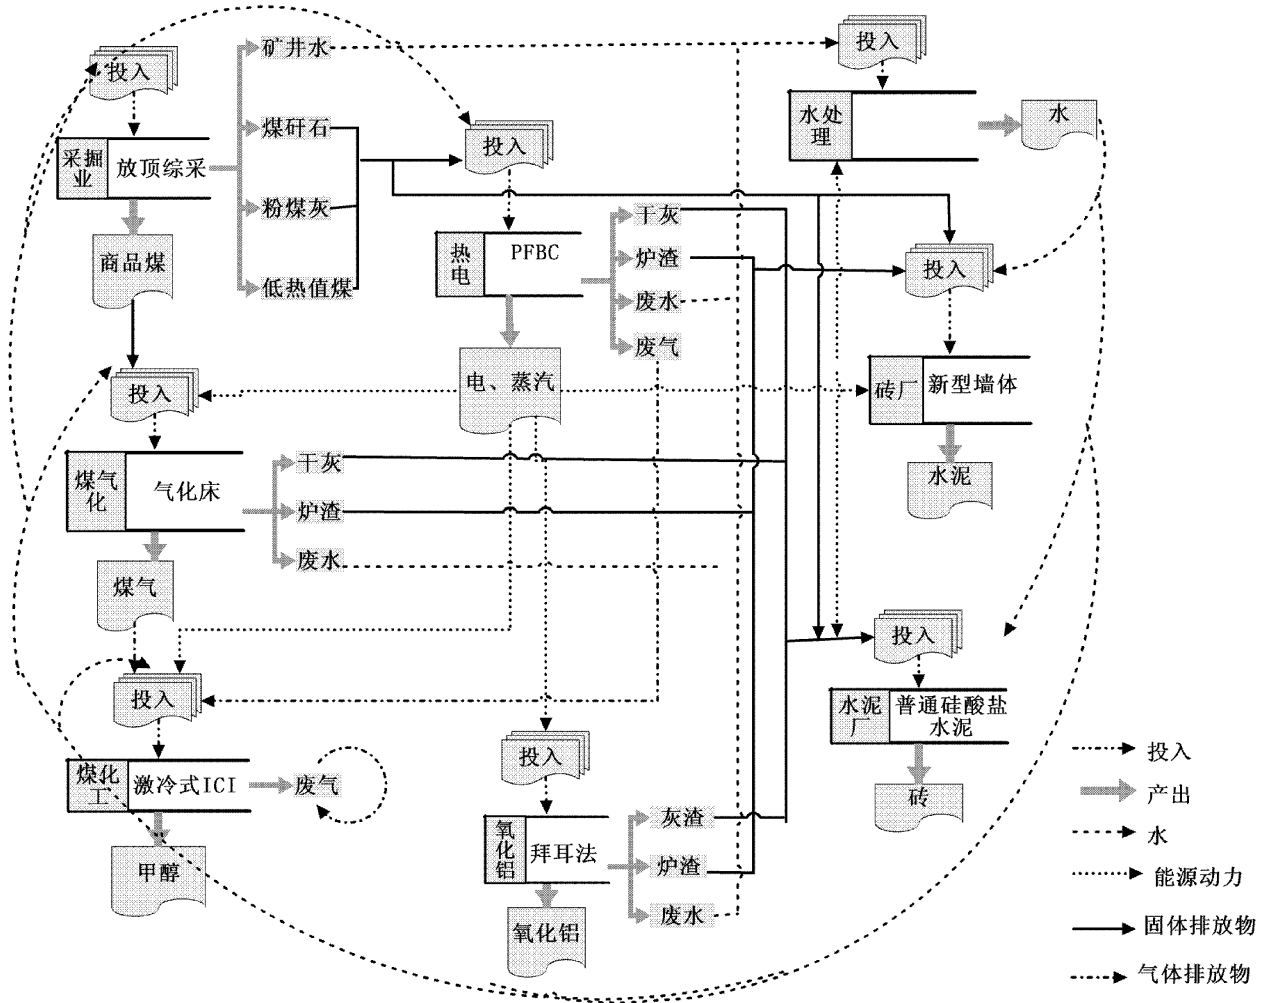 投入
采掘业
放顶综采
商品煤
矿井水
煤矸石
粉煤灰
低热值煤
投入
热电
PFBC
电、蒸汽
干灰
炉渣
废水
废气
投入
水处理
水
投入
砖厂
新型墙体
水泥
投入
煤气化
气化床
煤气
干灰
炉渣
废水
投入
煤化工
激冷式ICI
废气
甲醇
投入
氧化铝
拜耳法
氧化铝
灰渣
炉渣
废水
投入
水泥厂
普通硅酸盐
水泥
砖
投入
产出
水
能源动力
固体排放物
气体排放物